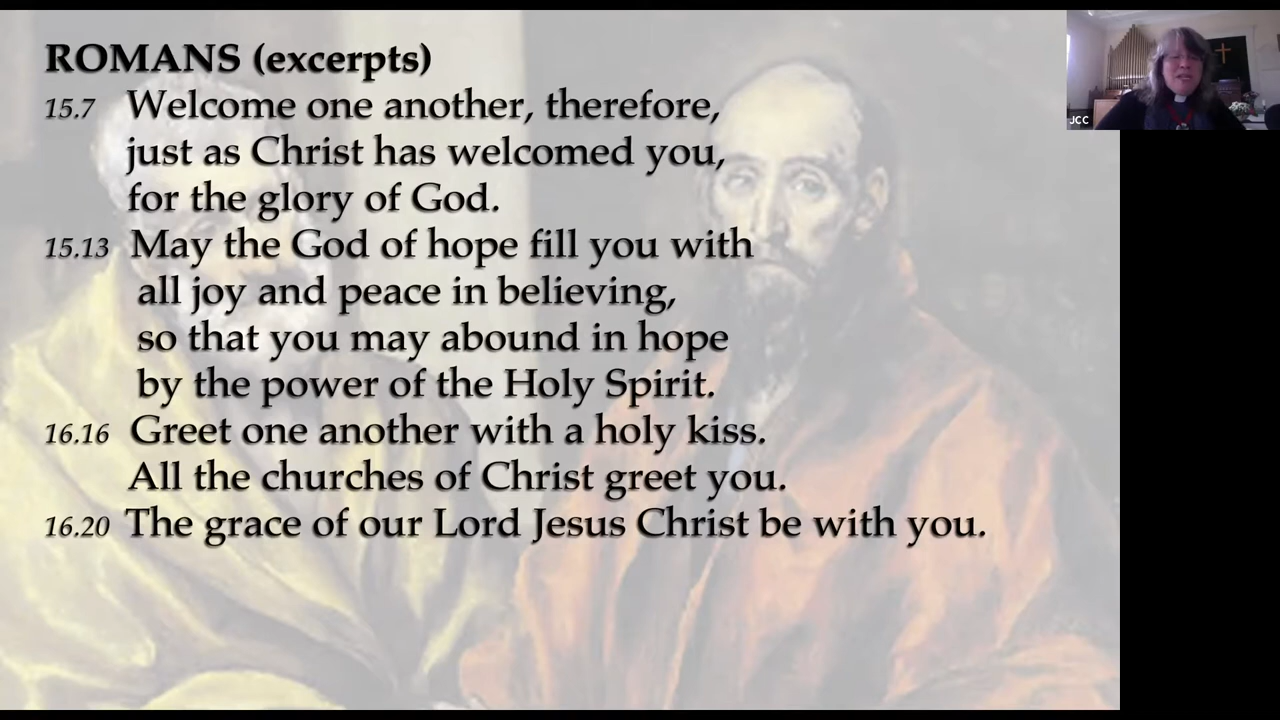 ROMANS (excerpts)
15.7 Welcome one another, therefore,
just as Christ has welcomed you,
for the glory of God.
15.13 May the God of hope fill you with
all joy and peace in believing,
so that you may abound in hope
by the power of the Holy Spirit.
16.16 Greet one another with a holy kiss.
All the churches of Christ greet you.
16.20 The grace of our Lord Jesus Christ be with you.
JCC